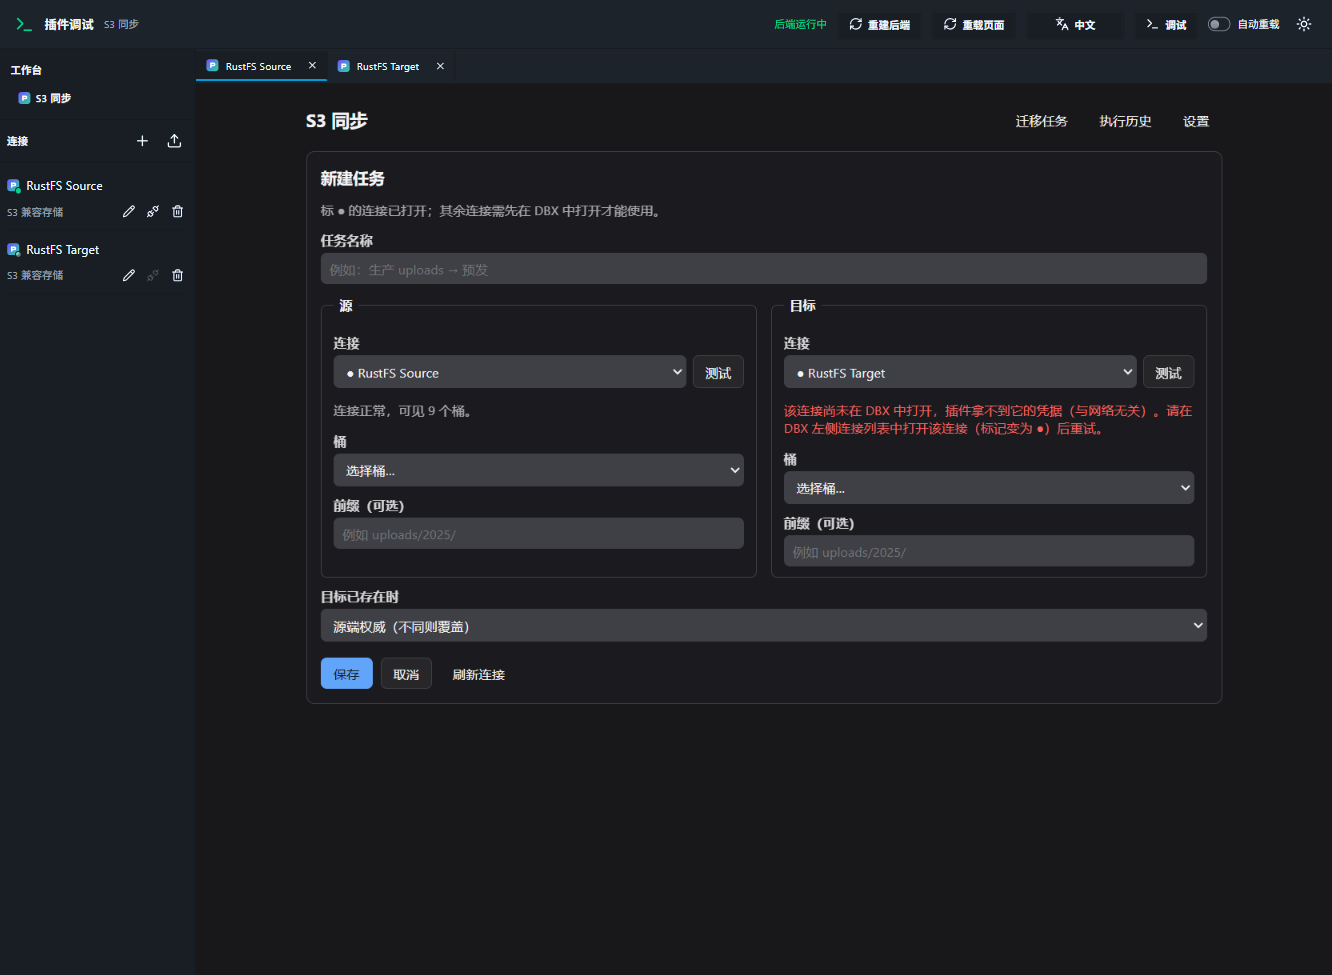 插件调试 S3 同步 后端运行中 重建后端 重载页面 中文 调试 自动重载
工作台
S3 同步
连接
RustFS Source
S3 兼容存储
RustFS Target
S3 兼容存储
RustFS Source RustFS Target
S3 同步 迁移任务 执行历史 设置
新建任务
标 ● 的连接已打开；其余连接需先在 DBX 中打开才能使用。
任务名称
例如：生产 uploads → 预发
源
连接
● RustFS Source 测试
连接正常，可见 9 个桶。
桶
选择桶...
前缀（可选）
例如 uploads/2025/
目标
连接
● RustFS Target 测试
该连接尚未在 DBX 中打开，插件拿不到它的凭据（与网络无关）。请在
DBX 左侧连接列表中打开该连接（标记变为 ●）后重试。
桶
选择桶...
前缀（可选）
例如 uploads/2025/
目标已存在时
源端权威（不同则覆盖）
保存 取消 刷新连接